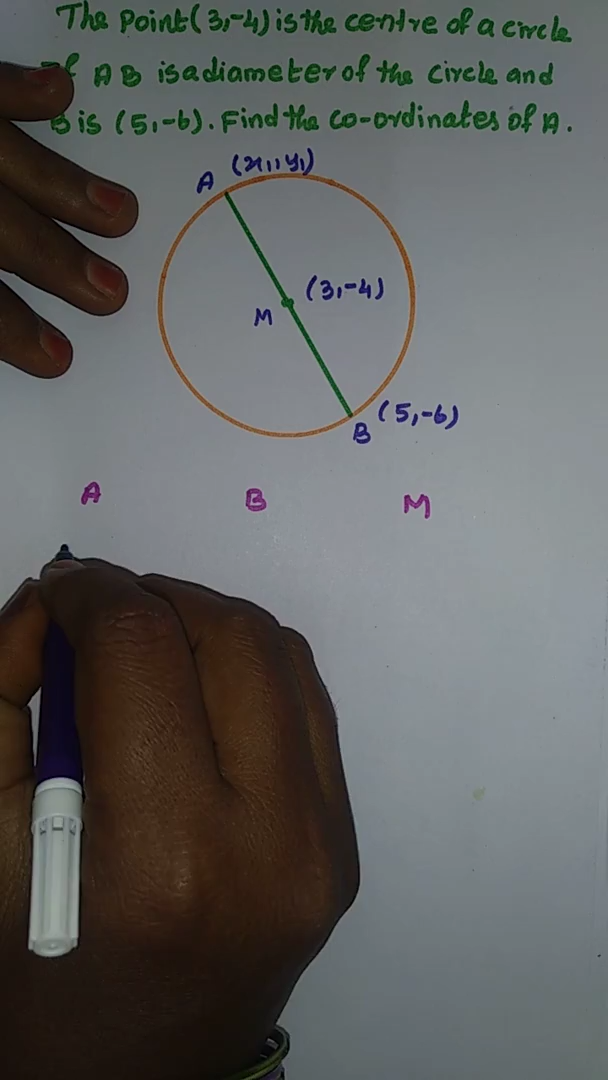 The Point (3,-4) is the centre of a circle
If AB is a diameter of the circle and
B is (5,-6). Find the co-ordinates of A.
A (x1, y1)
(3,-4)
M
(5,-6)
B
A B M